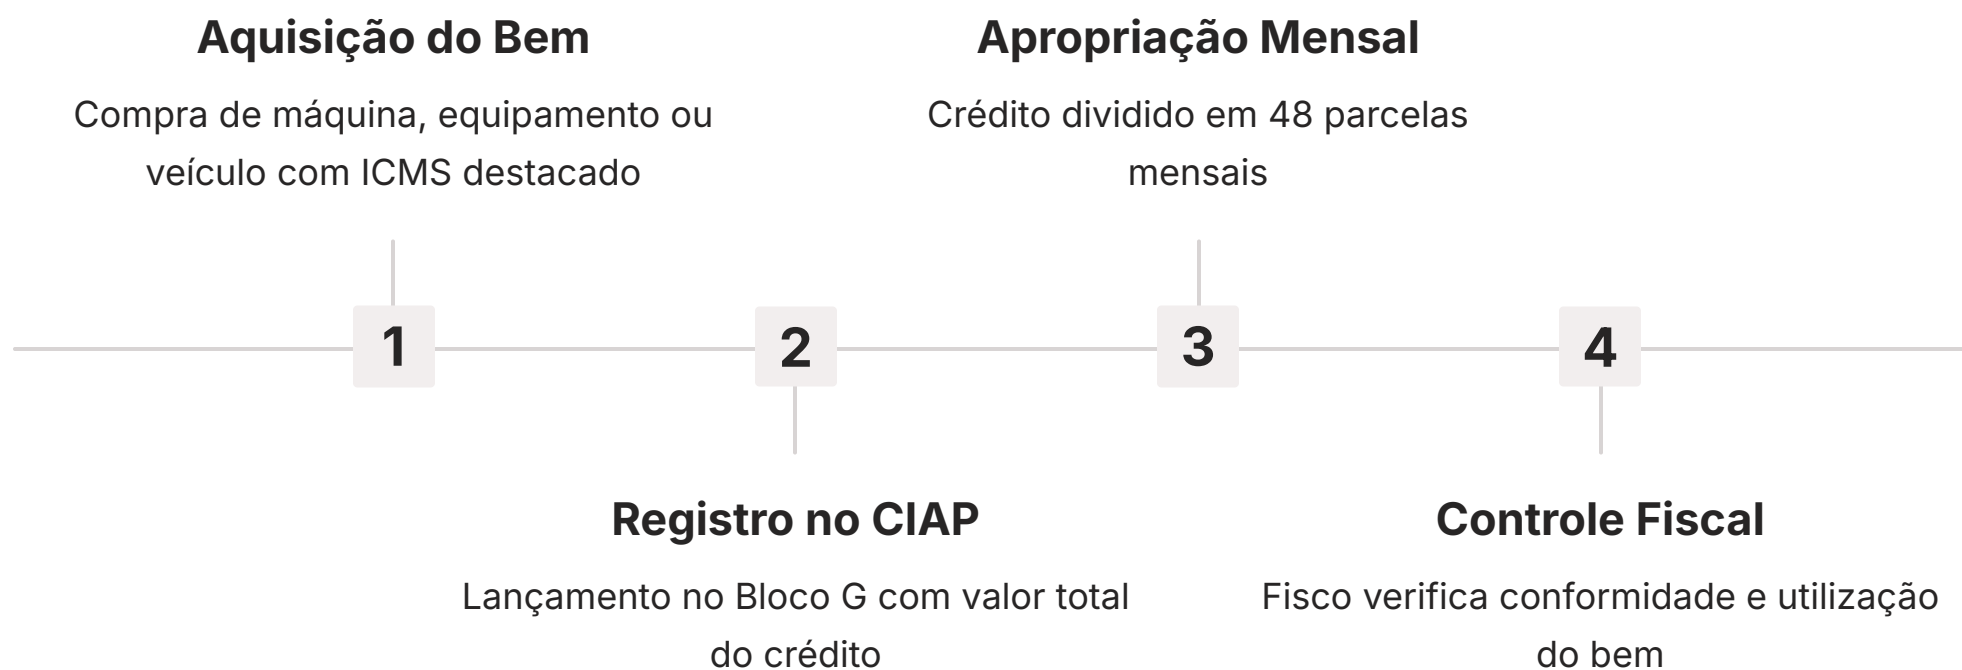 Aquisição do Bem
Compra de máquina, equipamento ou
veículo com ICMS destacado
1
2
Registro no CIAP
Lançamento no Bloco G com valor total
do crédito
Apropriação Mensal
Crédito dividido em 48 parcelas
mensais
3
4
Controle Fiscal
Fisco verifica conformidade e utilização
do bem